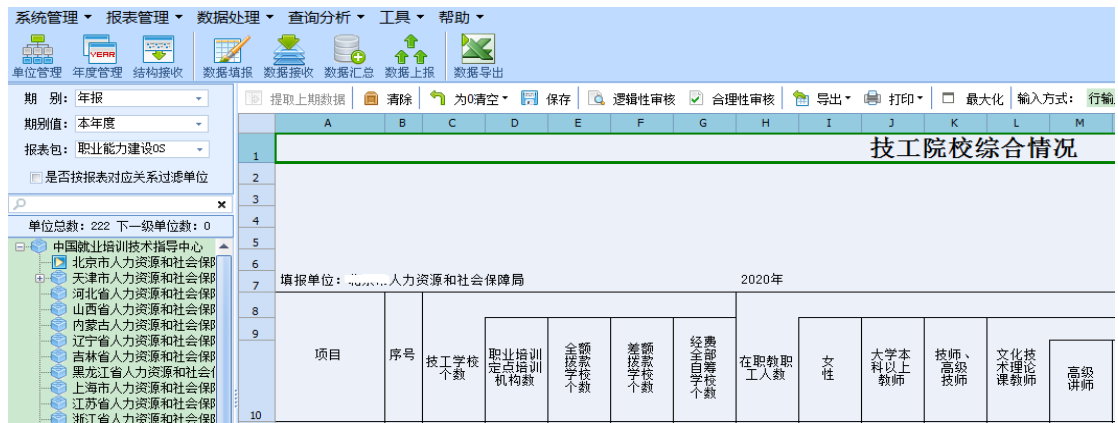 系统管理 报表管理 数据处理 查询分析 工具 帮助
单位管理 年度管理 结构接收 数据填报 数据接收 数据汇总 数据上报 数据导出
YEAR
期 别: 年报
期别值: 本年度
报表包: 职业能力建设OS
是否按报表对应关系过滤单位
单位总数: 222 下一级单位数: 0
中国就业培训技术指导中心
北京市人力资源和社会保
天津市人力资源和社会保
河北省人力资源和社会保
山西省人力资源和社会保
内蒙古人力资源和社会保
辽宁省人力资源和社会保
吉林省人力资源和社会保
黑龙江省人力资源和社会
上海市人力资源和社会保
江苏省人力资源和社会保
浙江省人力资源和社会保
提取上期数据 清除 为0清空 保存 逻辑性审核 合理性审核 导出 打印 最大化 输入方式: 行输
A B C D E F G H I J K L M
1 技工院校综合情况
2
3
4
5
6
7 填报单位: 人力资源和社会保障局 2020年
8
9
10
项目
序号
技工学校个数
职业培训定点培训机构数
全额拨款学校个数
差额拨款学校个数
经费全部自筹学校个数
在职教职工人数
女性
大学本科以上教师
技师、高级技师
文化技术理论课教师
高级讲师